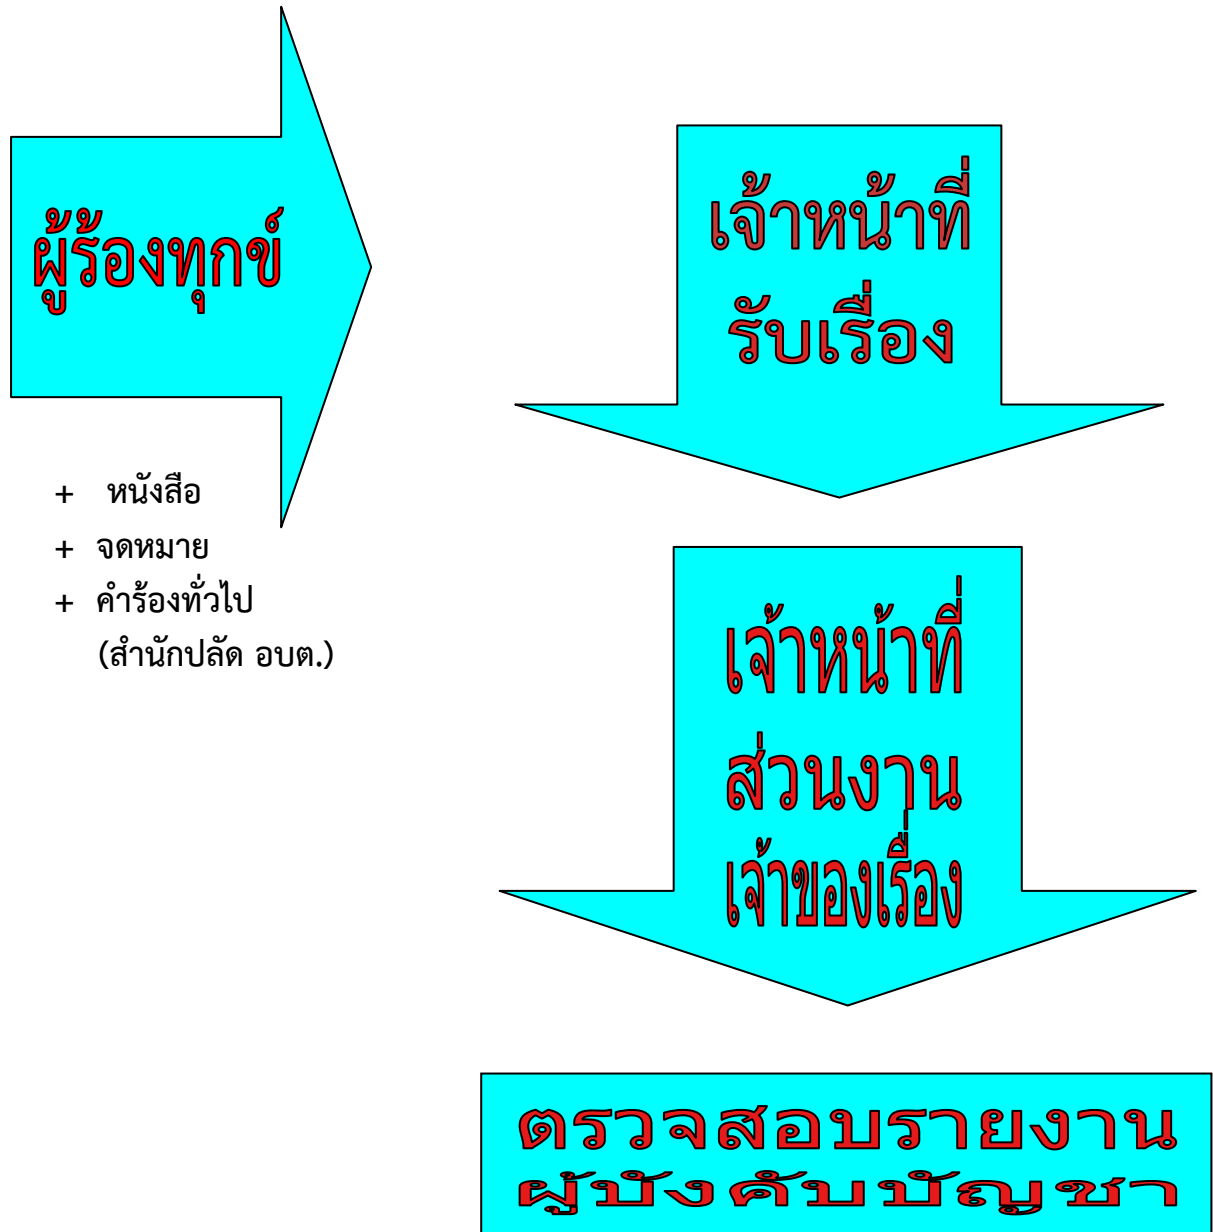 ผู้ร้องทุกข์
+ หนังสือ
+ จดหมาย
+ คำร้องทั่วไป
(สำนักปลัด อบต.)
เจ้าหน้าที่
รับเรื่อง
เจ้าหน้าที่
ส่วนงาน
เจ้าของเรื่อง
ตรวจสอบรายงาน
ผู้บังคับบัญชา